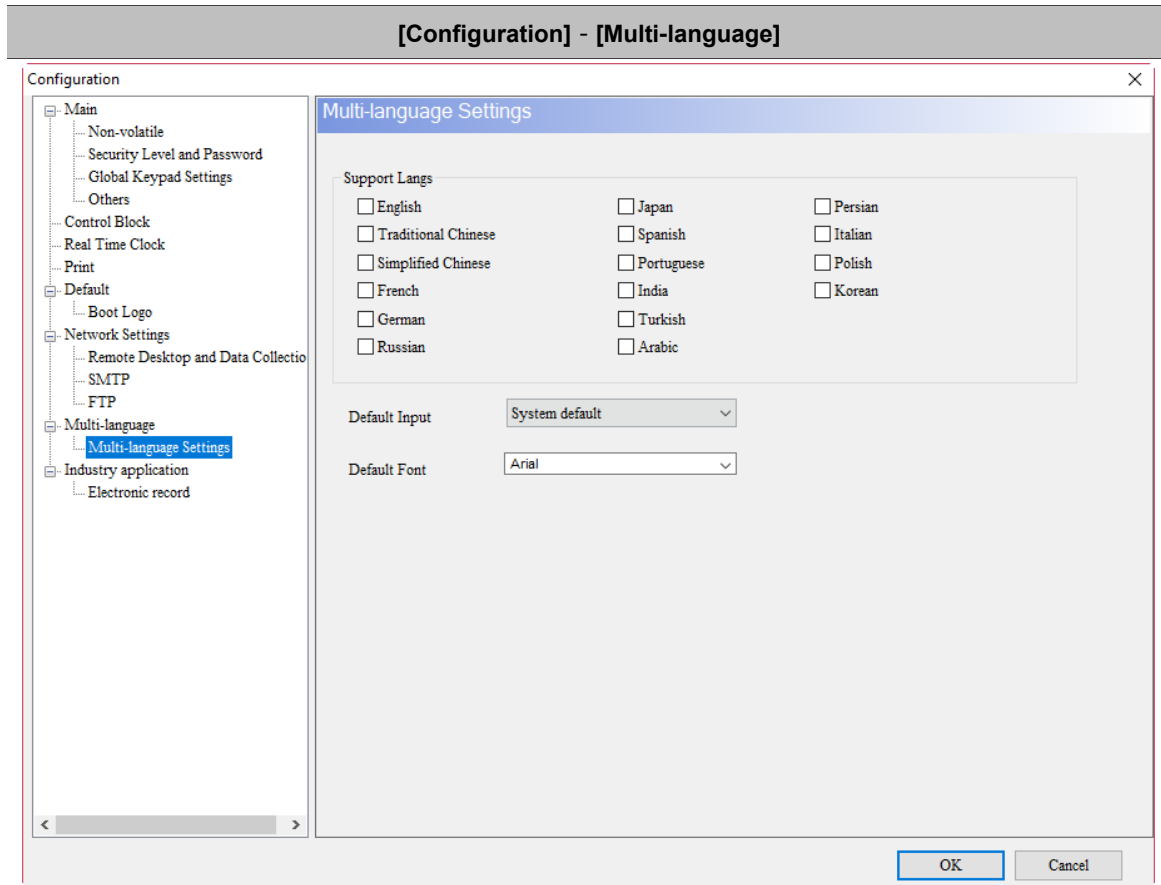 [Configuration] - [Multi-language]
Configuration
Main
Non-volatile
Security Level and Password
Global Keypad Settings
Others
Control Block
Real Time Clock
Print
Default
Boot Logo
Network Settings
Remote Desktop and Data Collectio
SMTP
FTP
Multi-language
Multi-language Settings
Industry application
Electronic record
Multi-language Settings
Support Langs
English
Traditional Chinese
Simplified Chinese
French
German
Russian
Japan
Spanish
Portuguese
India
Turkish
Arabic
Persian
Italian
Polish
Korean
Default Input System default
Default Font Arial
OK Cancel